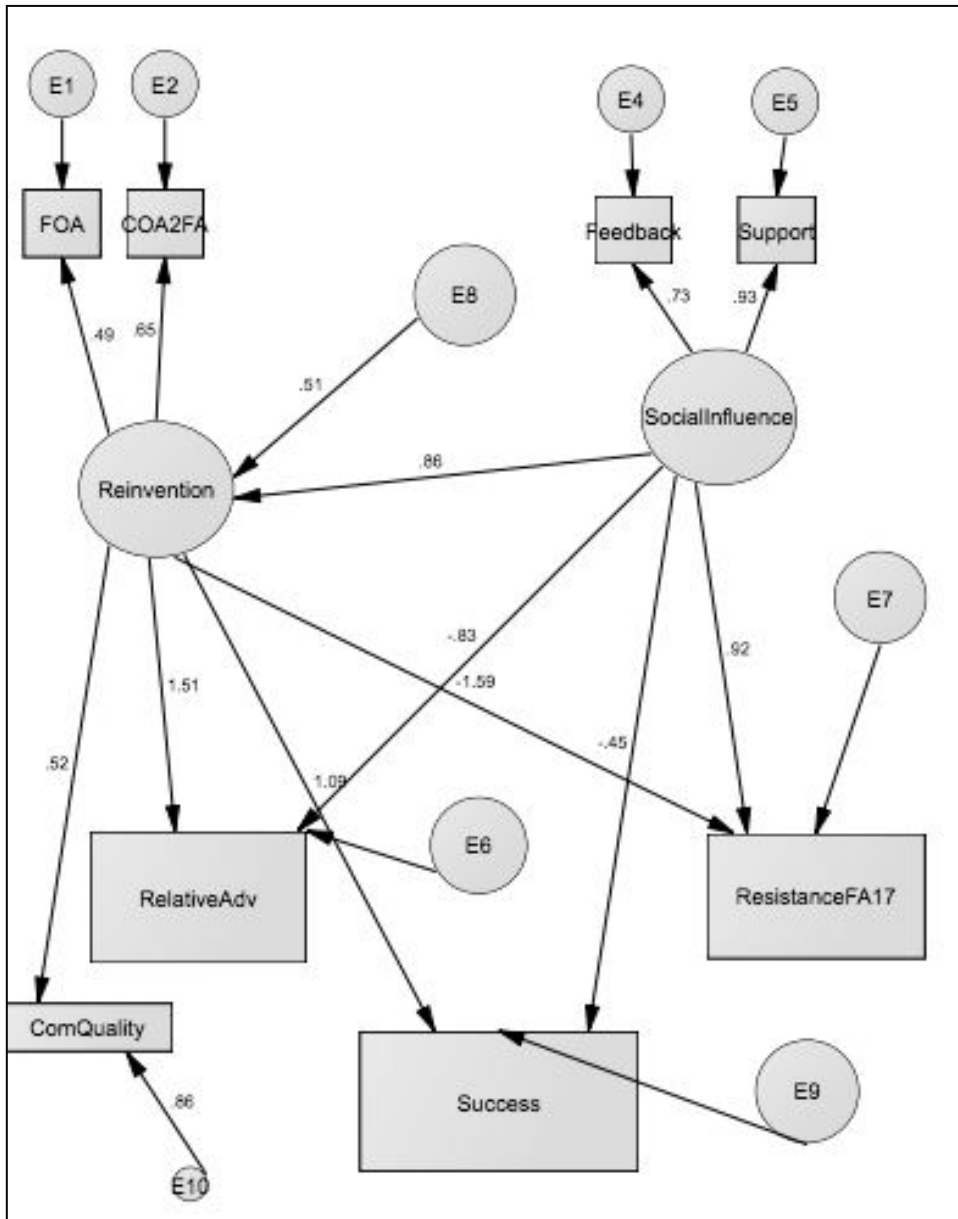 E1
E2
E4
E5
FOA
COA2FA
Feedback
Support
E8
.49
.65
.73
.93
.51
SocialInfluence
.86
Reinvention
E7
-.83
.92
1.51
-1.59
-.45
.52
1.09
E6
RelativeAdv
ResistanceFA17
ComQuality
Success
E9
.86
E10